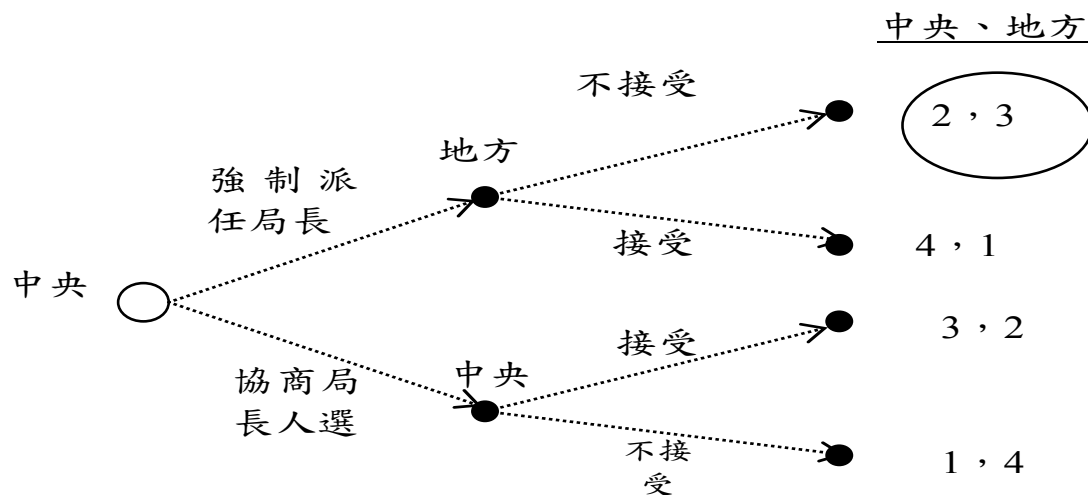 中央、地方
不接受
2，3
地方
強制派
任局長
接受
4，1
中央
接受
3，2
協商局
長人選
中央
不接
受
1，4